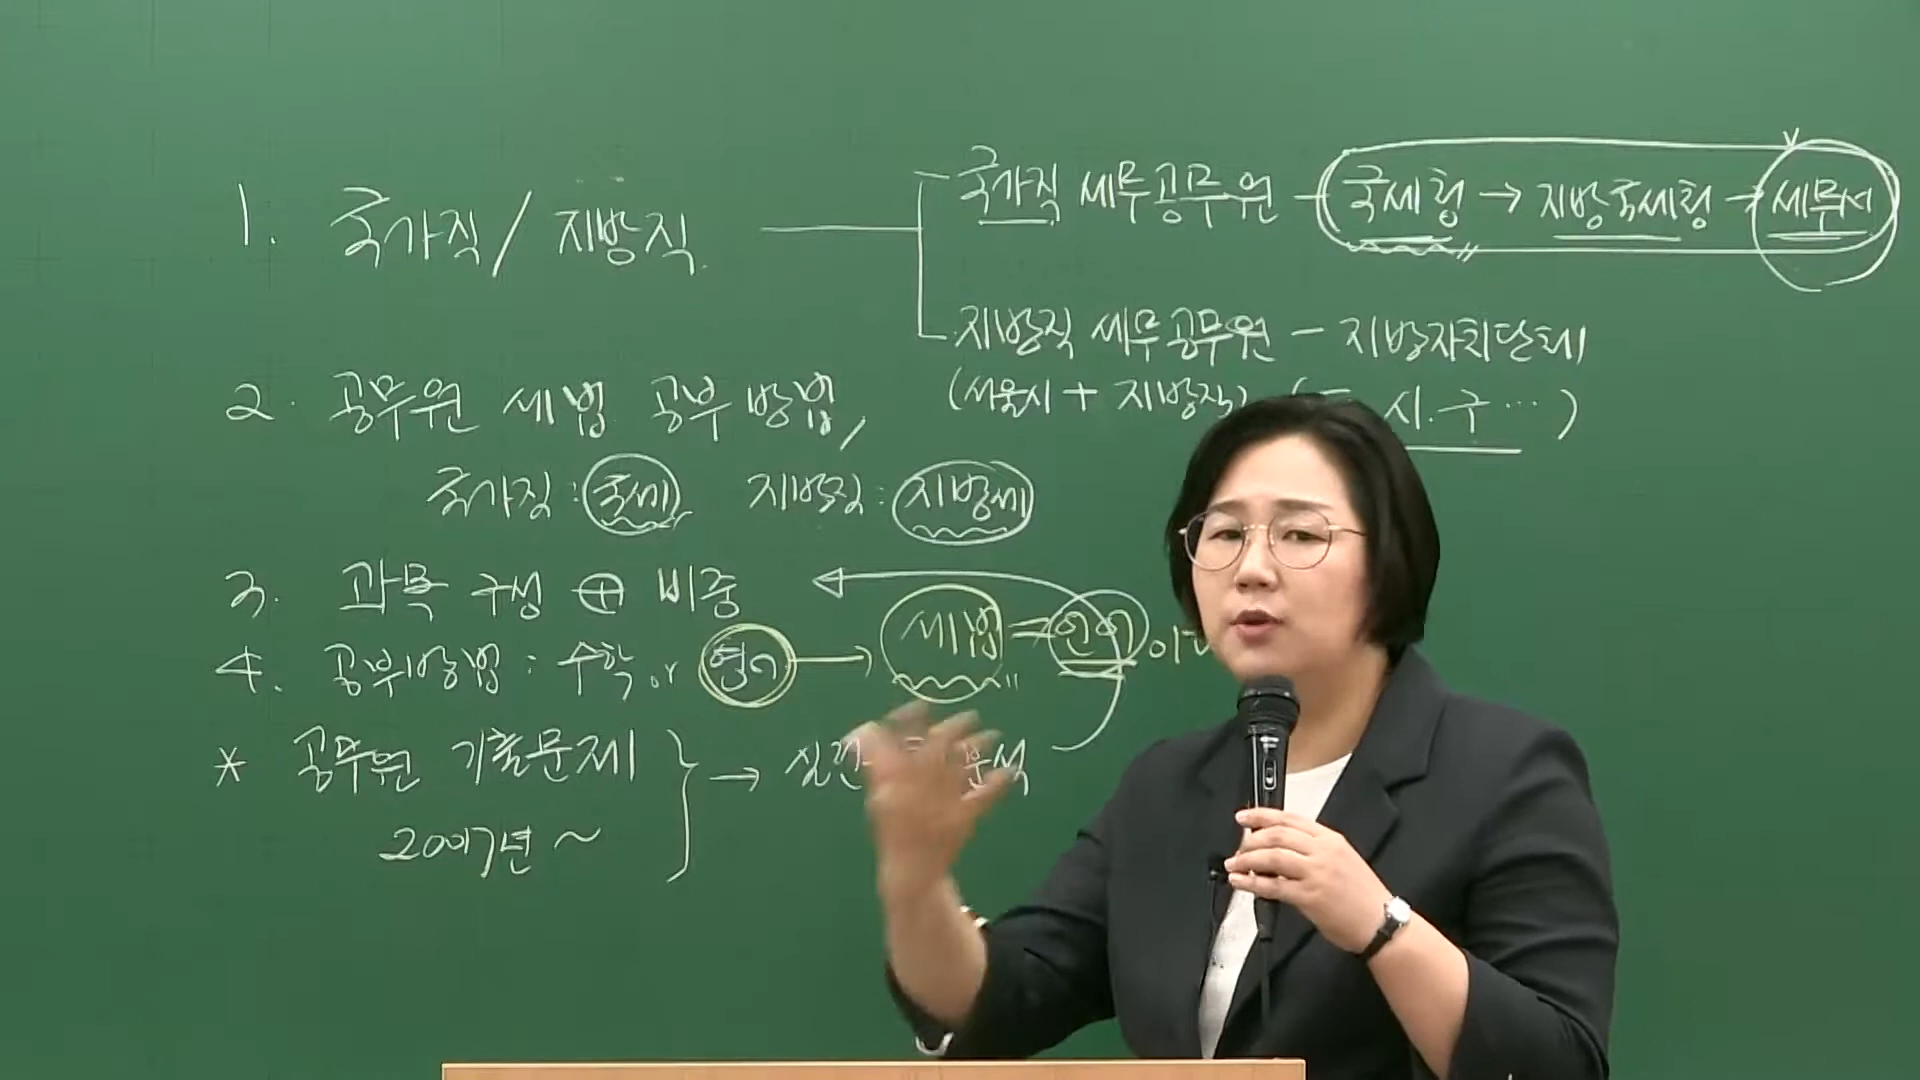 1. 국가직/지방직
국가직 세무공무원 - 국세청 → 지방국세청 → 세무서
지방직 세무공무원 - 지방자치단체
(서울시 + 지방직) ( 시.구 … )
2. 공무원 세법 공부방법,
국가직 : 국세 지방직 : 지방세
3. 과목 구성 ⊕ 비중
4. 공부방법 : 수학 or 영어 → 세법 = 언어
* 공무원 기출문제 → 분석
2007년 ~